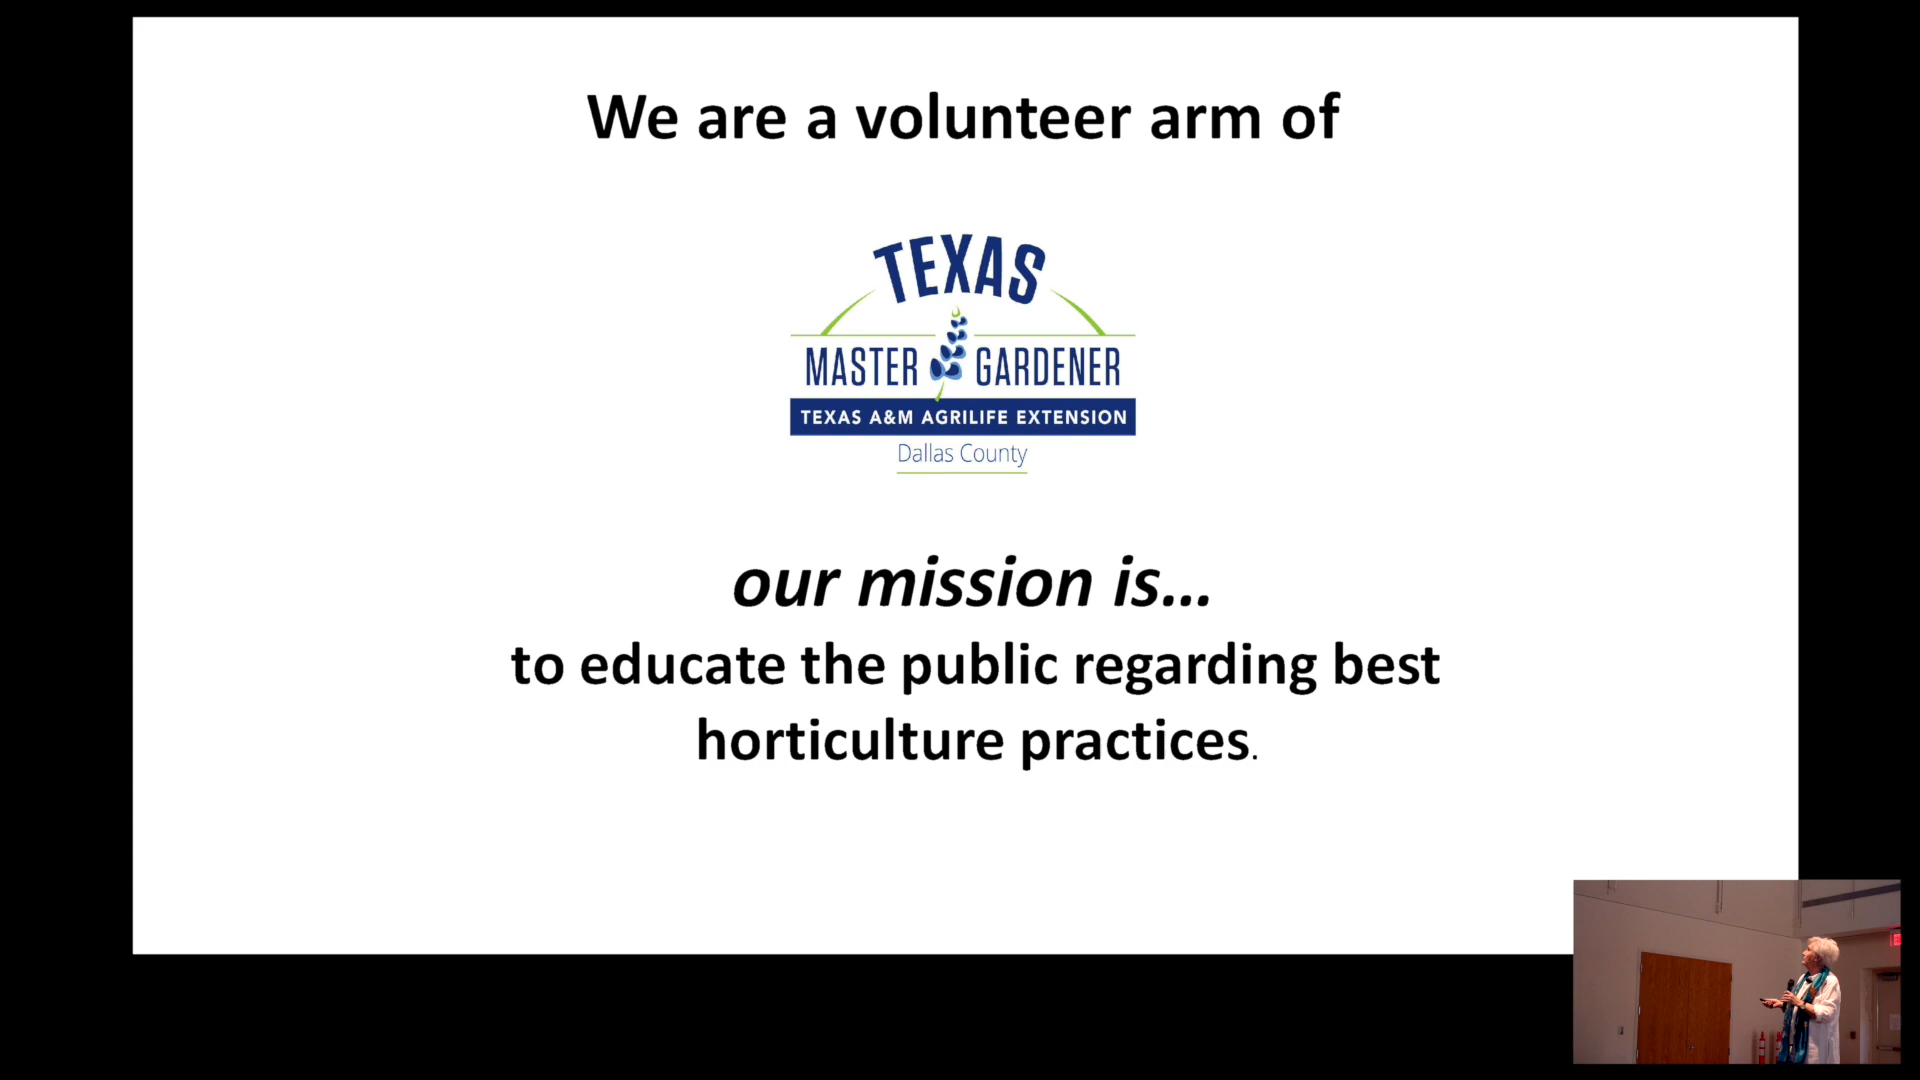 We are a volunteer arm of
TEXAS
MASTER GARDENER
TEXAS A&M AGRILIFE EXTENSION
Dallas County
our mission is...
to educate the public regarding best
horticulture practices.